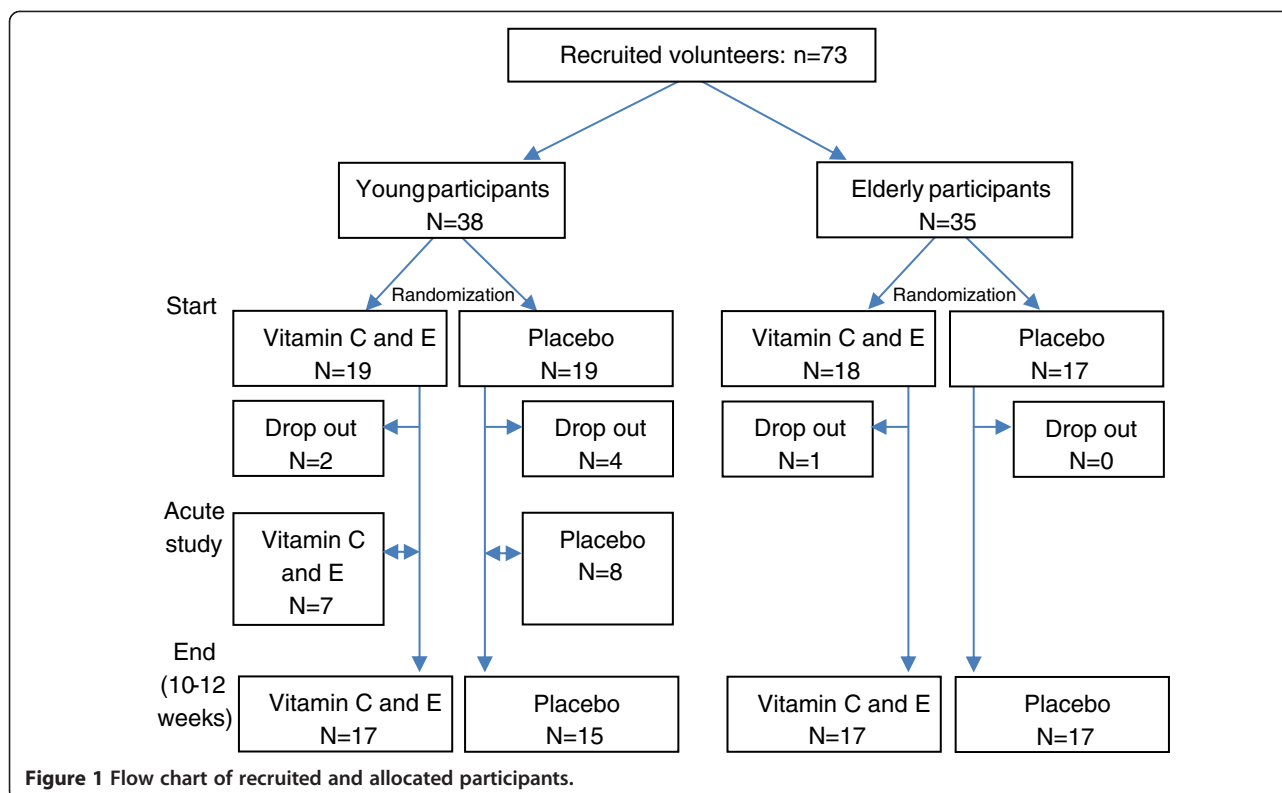 Recruited volunteers: n=73
Young participants
N=38
Elderly participants
N=35
Randomization
Randomization
Start
Vitamin C and E
N=19
Placebo
N=19
Vitamin C and E
N=18
Placebo
N=17
Drop out
N=2
Drop out
N=4
Drop out
N=1
Drop out
N=0
Acute
study
Vitamin C
and E
N=7
Placebo
N=8
End
(10-12
weeks)
Vitamin C and E
N=17
Placebo
N=15
Vitamin C and E
N=17
Placebo
N=17
Figure 1 Flow chart of recruited and allocated participants.